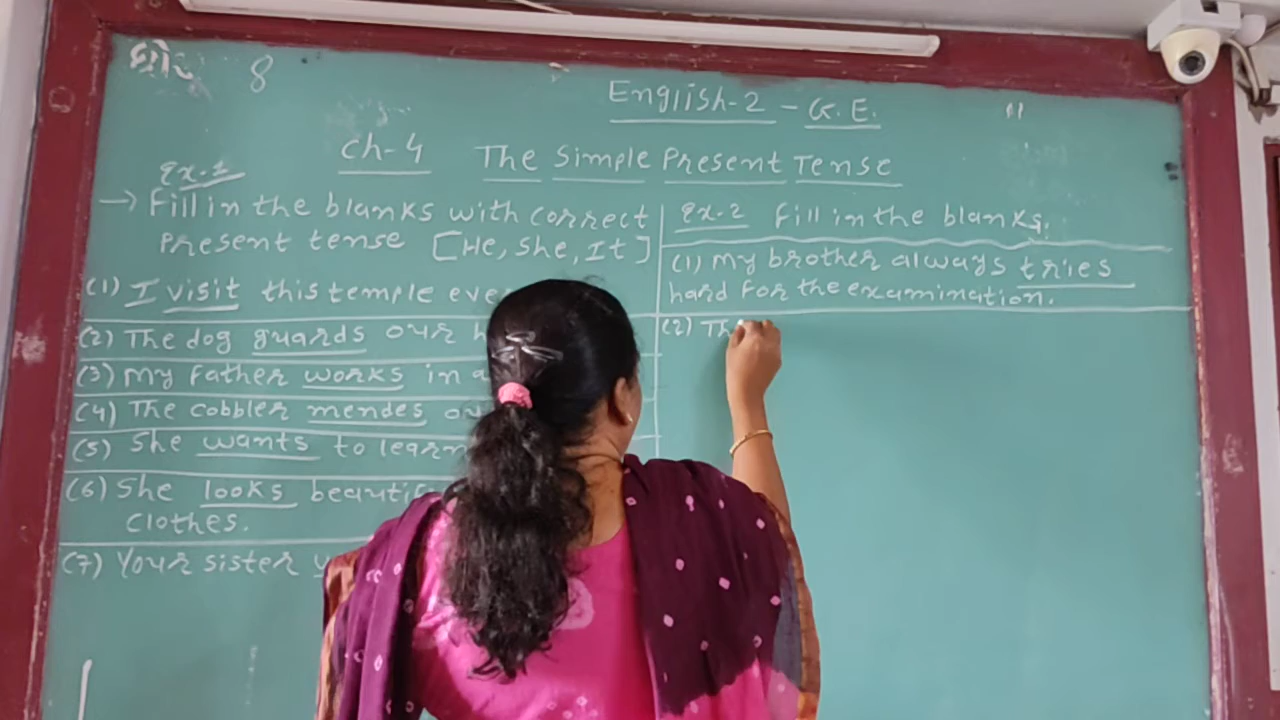 ધોરણ 8
English-2 - G.E.
Ch-4 The Simple Present Tense
Ex-1
→ Fill in the blanks with correct
Present tense [He, She, It]
(1) I visit this temple
(2) The dog guards our
(3) My Father works in
(4) The cobbler mendes
(5) She wants to learn
(6) She looks
clothes.
(7) Your sister
Ex-2 Fill in the blanks.
(1) My brother always tries
hard for the examination.
(2) Th